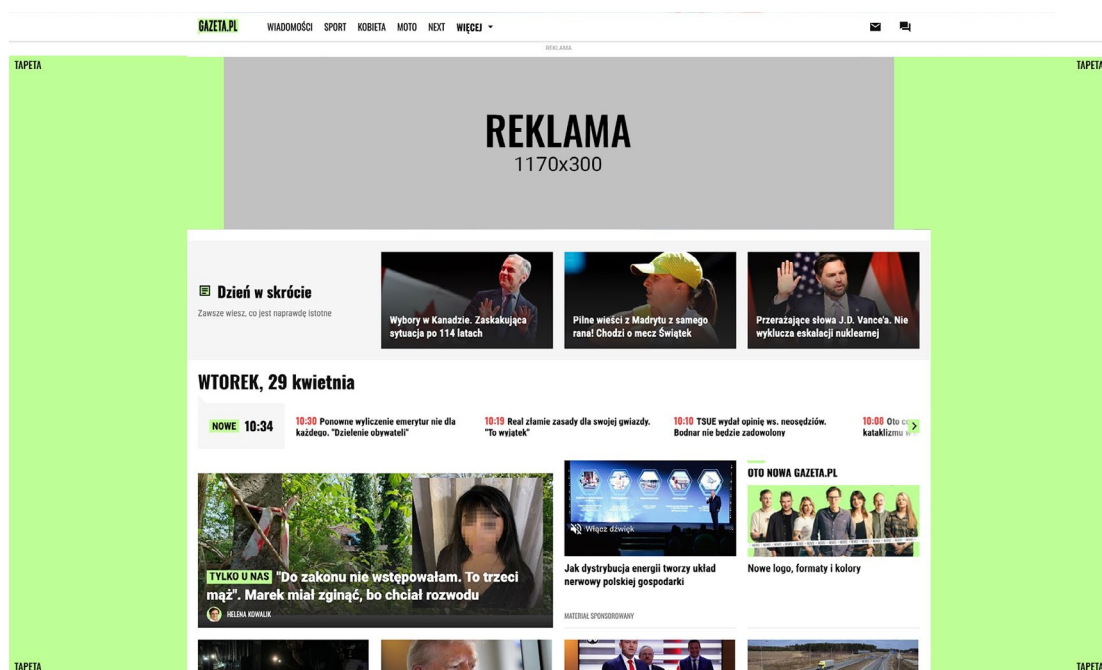 GAZETA.PL
WIADOMOŚCI SPORT KOBIETA MOTO NEXT WIĘCEJ
REKLAMA
TAPETA
TAPETA
REKLAMA
1170x300
Dzień w skrócie
Zawsze wiesz, co jest naprawdę istotne
Wybory w Kanadzie. Zaskakująca
sytuacja po 114 latach
Pilne wieści z Madrytu z samego
rana! Chodzi o mecz Świątek
Przerażające słowa J.D. Vance'a. Nie
wyklucza eskalacji nuklearnej
WTOREK, 29 kwietnia
NOWE 10:34
10:30 Ponowne wyliczenie emerytur nie dla
każdego. "Dzielenie obywateli"
10:19 Real złamie zasady dla swojej gwiazdy.
"To wyjątek"
10:10 TSUE wydał opinię ws. neosędziów.
Bodnar nie będzie zadowolony
10:08 Oto
kataklizmu
TYLKO U NAS "Do zakonu nie wstępowałam. To trzeci
mąż". Marek miał zginąć, bo chciał rozwodu
HELENA KOWALIK
Włącz dźwięk
Jak dystrybucja energii tworzy układ
nerwowy polskiej gospodarki
MATERIAŁ SPONSOROWANY
OTO NOWA GAZETA.PL
Nowe logo, formaty i kolory
TAPETA
TAPETA